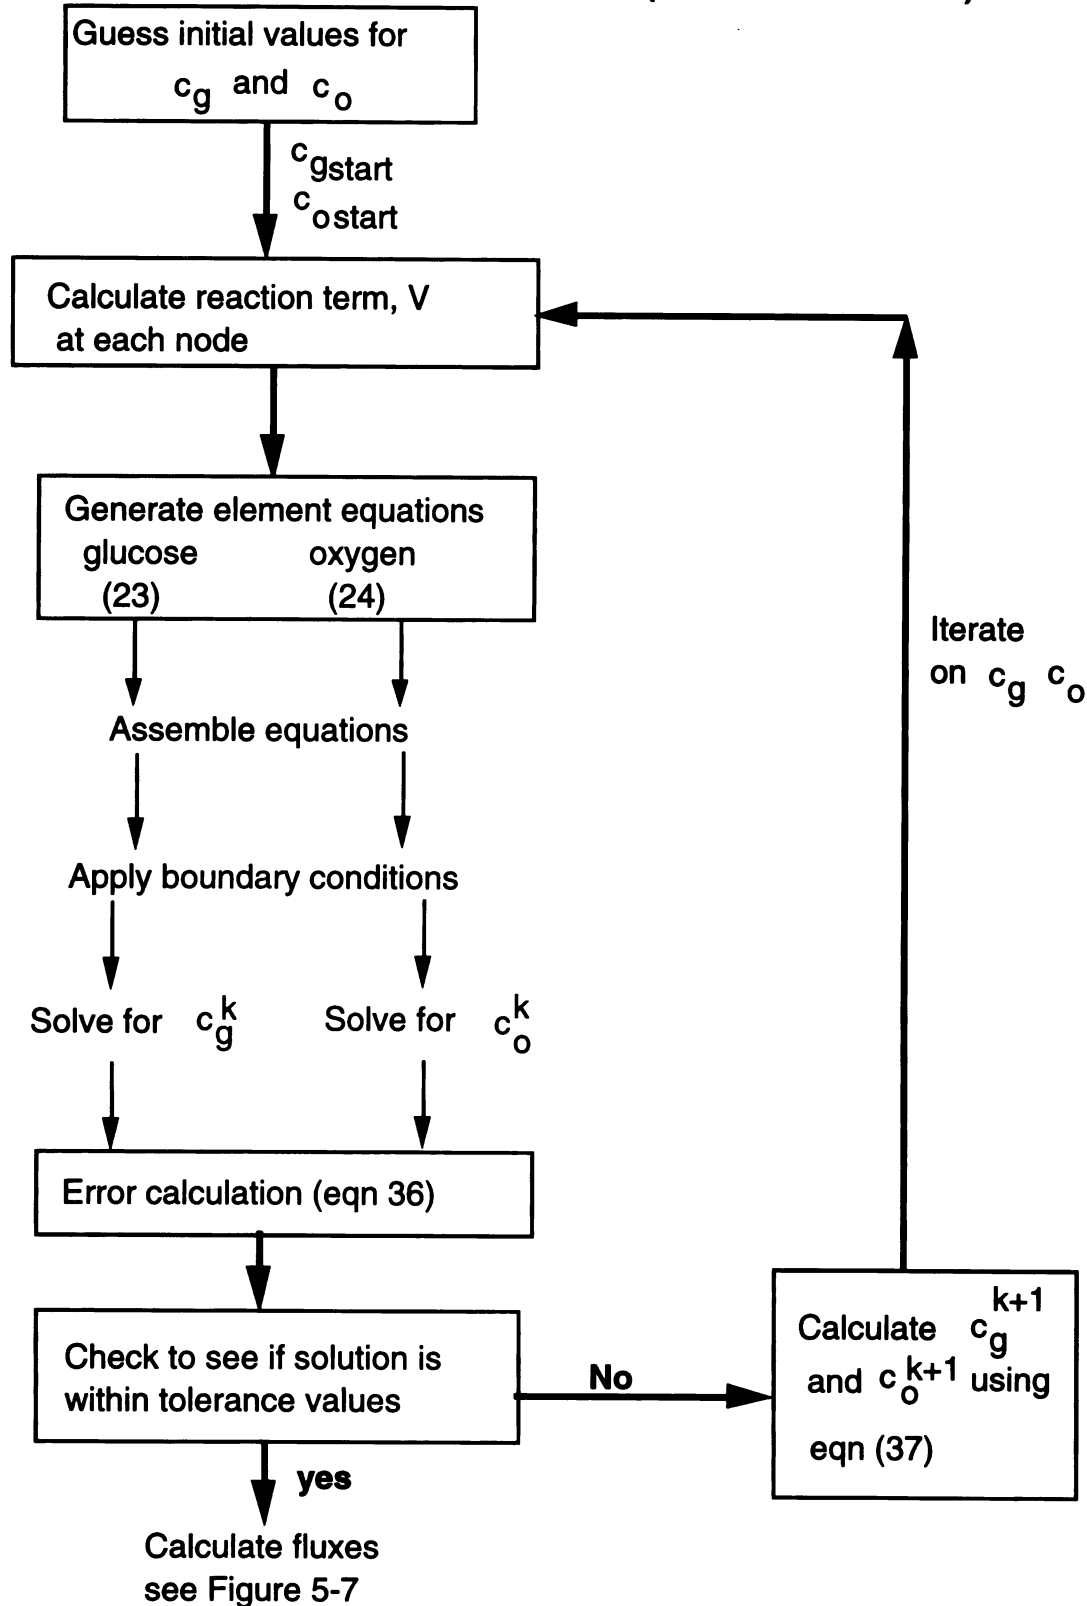 Guess initial values for
c_g and c_o
c_gstart
c_ostart
Calculate reaction term, V
at each node
Generate element equations
glucose oxygen
(23) (24)
Iterate
on c_g c_o
Assemble equations
Apply boundary conditions
Solve for c_g^k Solve for c_o^k
Error calculation (eqn 36)
Check to see if solution is
within tolerance values
No
Calculate c_g^k+1
and c_o^k+1 using
eqn (37)
yes
Calculate fluxes
see Figure 5-7